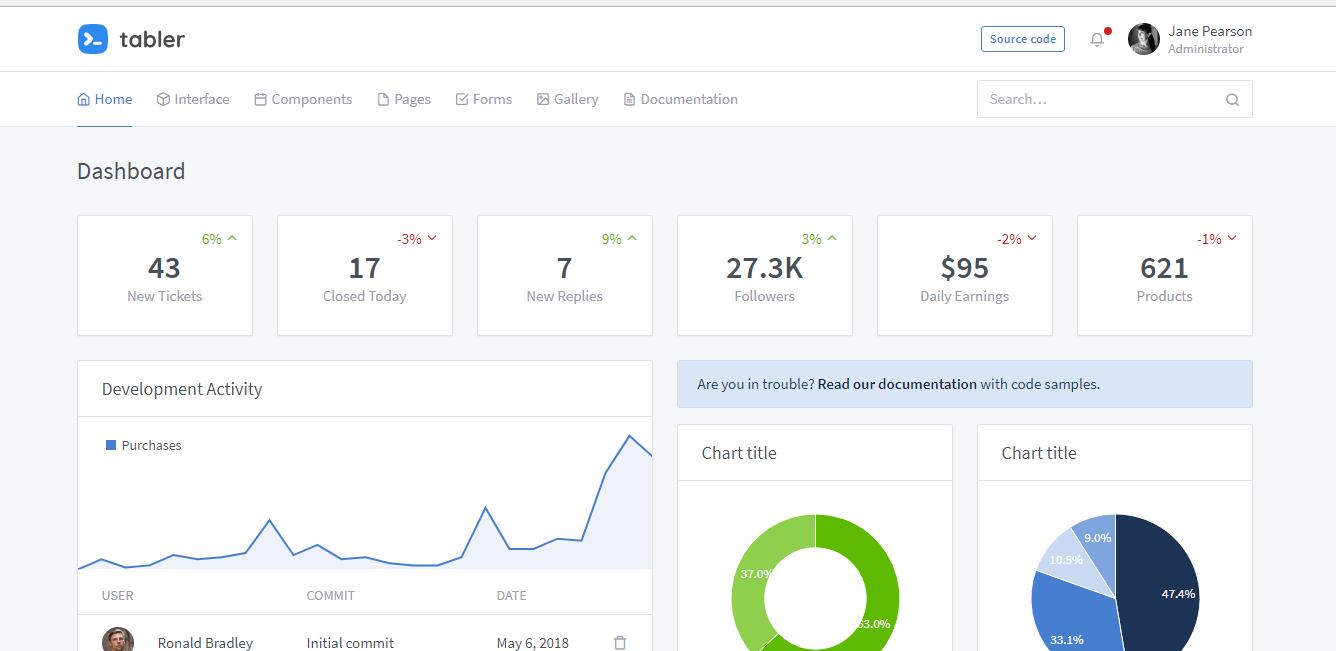 tabler
Source code
Jane Pearson
Administrator
Home Interface Components Pages Forms Gallery Documentation
Search...
Dashboard
6% -3% 9% 3% -2% -1%
43 17 7 27.3K $95 621
New Tickets Closed Today New Replies Followers Daily Earnings Products
Development Activity
Are you in trouble? Read our documentation with code samples.
Purchases
Chart title Chart title
9.0%
10.5%
37.0%
47.4%
63.0%
33.1%
USER COMMIT DATE
Ronald Bradley Initial commit May 6, 2018